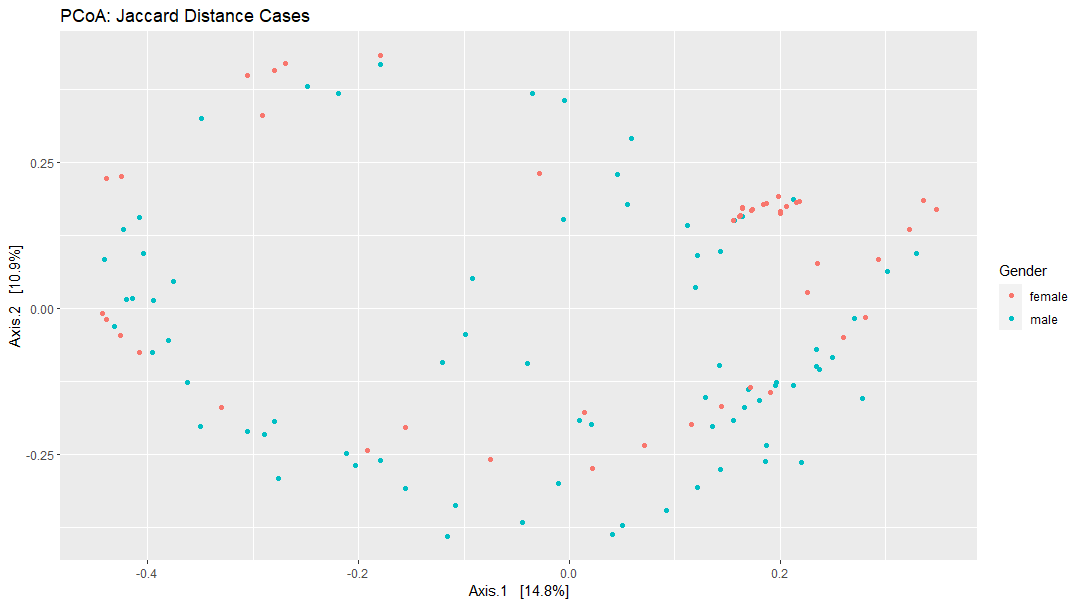 PCoA: Jaccard Distance Cases
0.25
0.00
-0.25
Axis.2 [10.9%]
-0.4
-0.2
0.0
0.2
Axis.1 [14.8%]
Gender
female
male